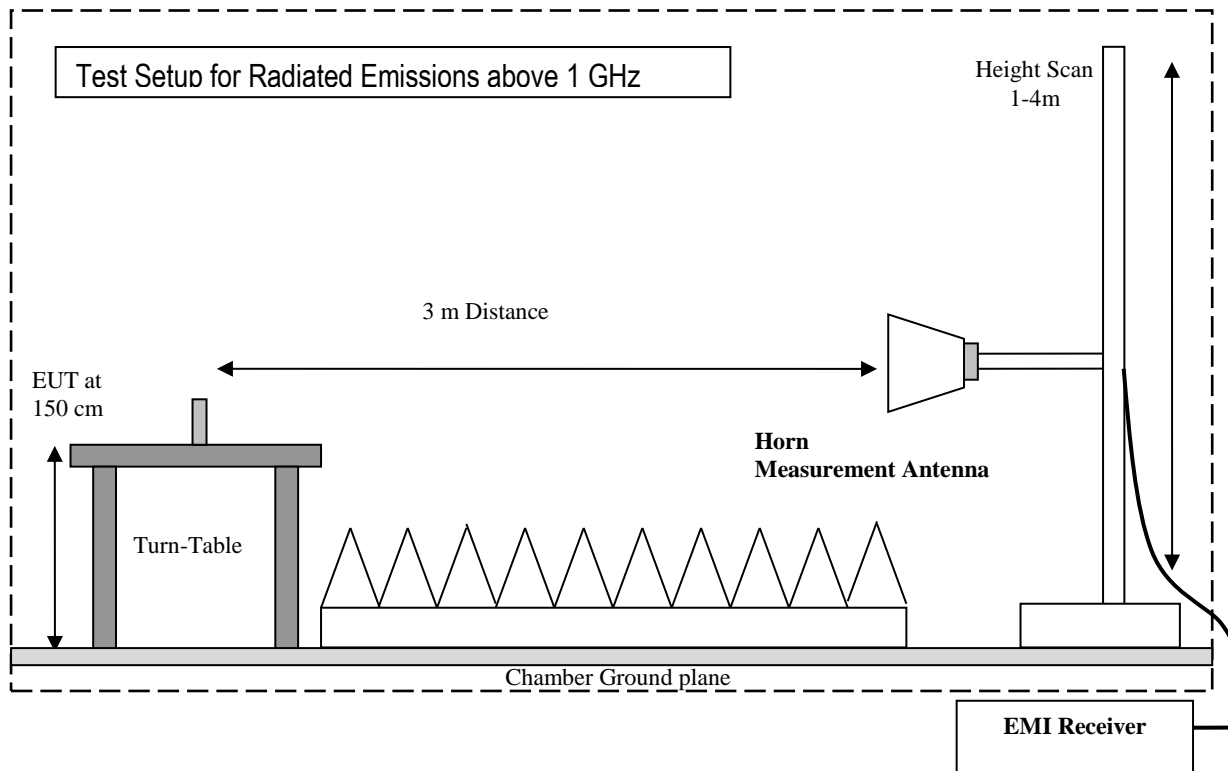 Test Setup for Radiated Emissions above 1 GHz
Height Scan
1-4m
3 m Distance
EUT at
150 cm
Horn
Measurement Antenna
Turn-Table
Chamber Ground plane
EMI Receiver